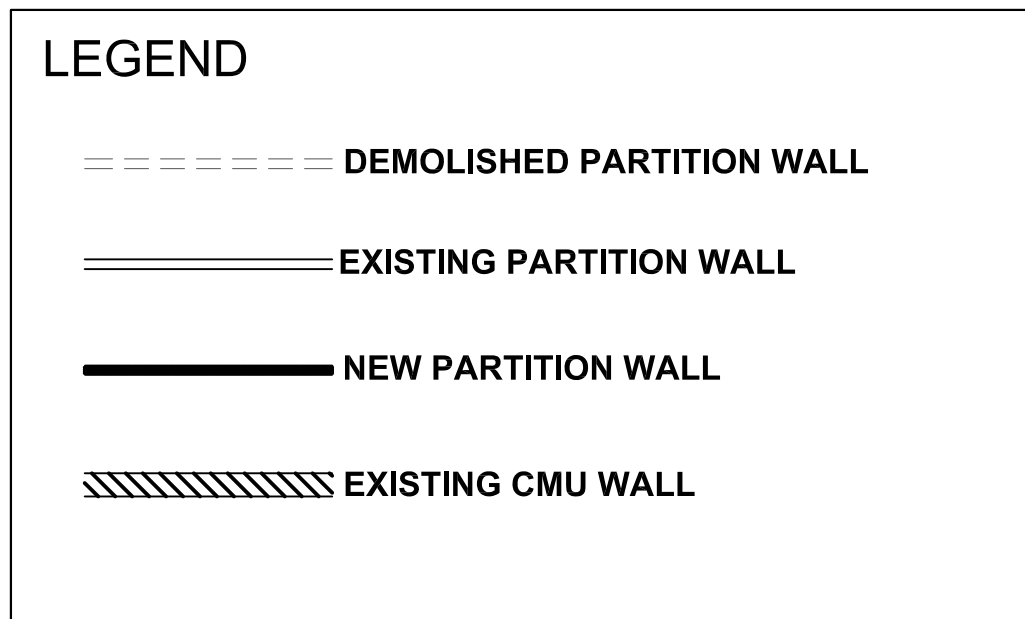 LEGEND
DEMOLISHED PARTITION WALL
EXISTING PARTITION WALL
NEW PARTITION WALL
EXISTING CMU WALL